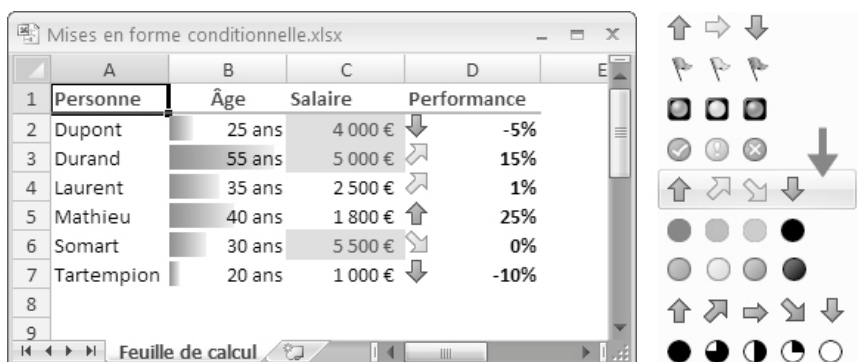 Mises en forme conditionnelle.xlsx
A B C D E
1 Personne Âge Salaire Performance
2 Dupont 25 ans 4 000 € -5%
3 Durand 55 ans 5 000 € 15%
4 Laurent 35 ans 2 500 € 1%
5 Mathieu 40 ans 1 800 € 25%
6 Somart 30 ans 5 500 € 0%
7 Tartempion 20 ans 1 000 € -10%
8
9
Feuille de calcul